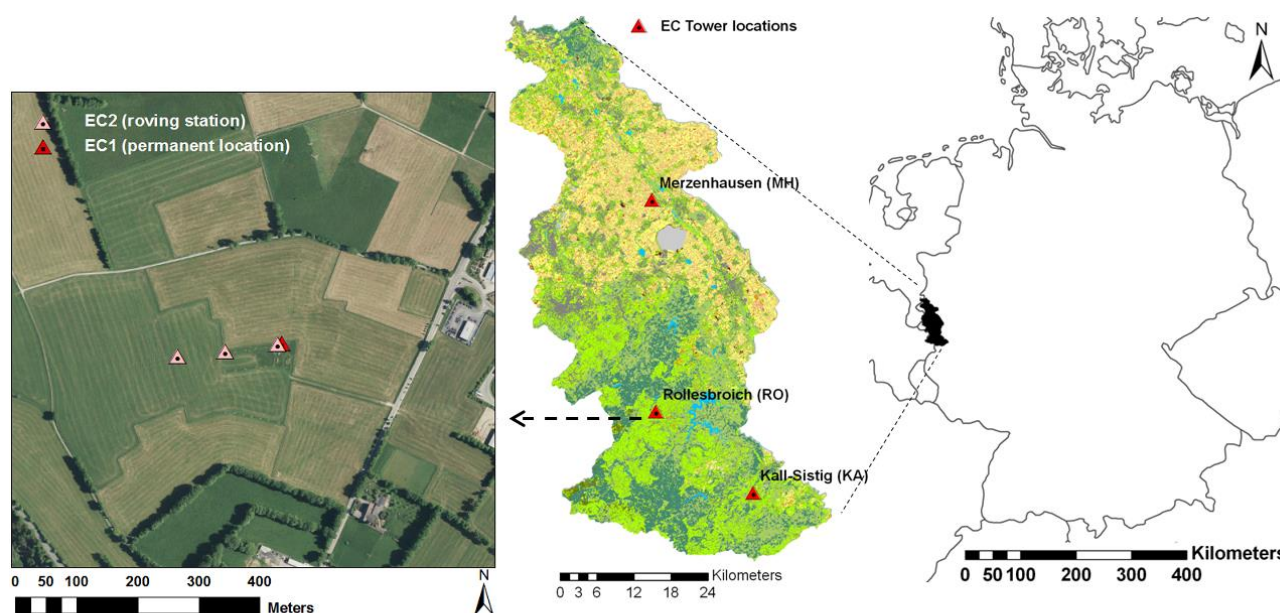 EC2 (roving station)
EC1 (permanent location)
0 50 100 200 300 400
Meters
N
EC Tower locations
Merzenhausen (MH)
Rollesbroich (RO)
Kall-Sistig (KA)
Kilometers
0 3 6 12 18 24
N
Kilometers
0 50 100 200 300 400